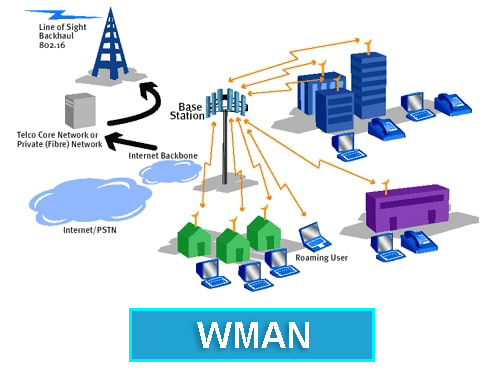 Line of Sight
Backhaul
802.16
Base
Station
Telco Core Network or
Private (Fibre) Network
Internet Backbone
Internet/PSTN
Roaming User
WMAN